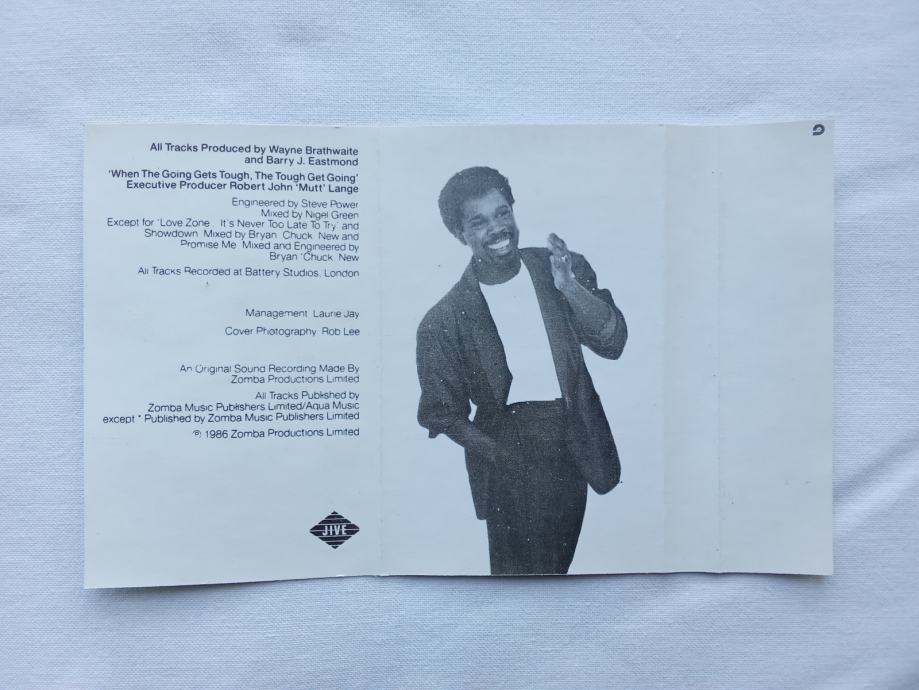 All Tracks Produced by Wayne Brathwaite
and Barry J. Eastmond
'When The Going Gets Tough, The Tough Get Going'
Executive Producer Robert John 'Mutt' Lange
Engineered by Steve Power
Mixed by Nigel Green
Except for 'Love Zone', 'It's Never Too Late To Try' and
Showdown Mixed by Bryan Chuck New and
Promise Me Mixed and Engineered by
Bryan 'Chuck New
All Tracks Recorded at Battery Studios, London
Management Laurie Jay
Cover Photography Rob Lee
An Original Sound Recording Made By
Zomba Productions Limited
All Tracks Published by
Zomba Music Publishers Limited/Aqua Music
except * Published by Zomba Music Publishers Limited
℗ 1986 Zomba Productions Limited
JIVE